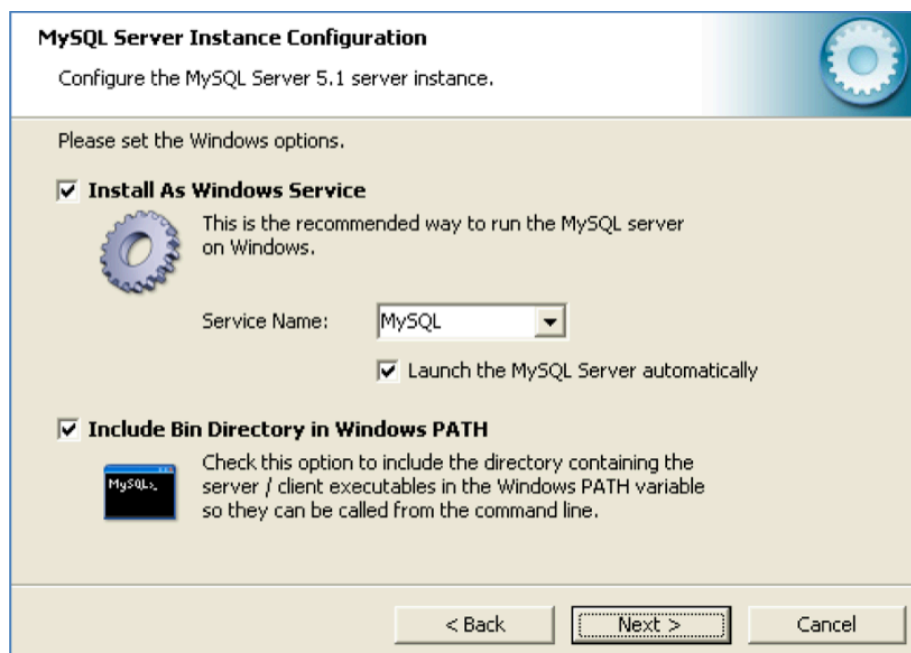 MySQL Server Instance Configuration
Configure the MySQL Server 5.1 server instance.
Please set the Windows options.
Install As Windows Service
This is the recommended way to run the MySQL server
on Windows.
Service Name:
MySQL
Launch the MySQL Server automatically
Include Bin Directory in Windows PATH
Check this option to include the directory containing the
server / client executables in the Windows PATH variable
so they can be called from the command line.
MySQL>_
< Back
Next >
Cancel